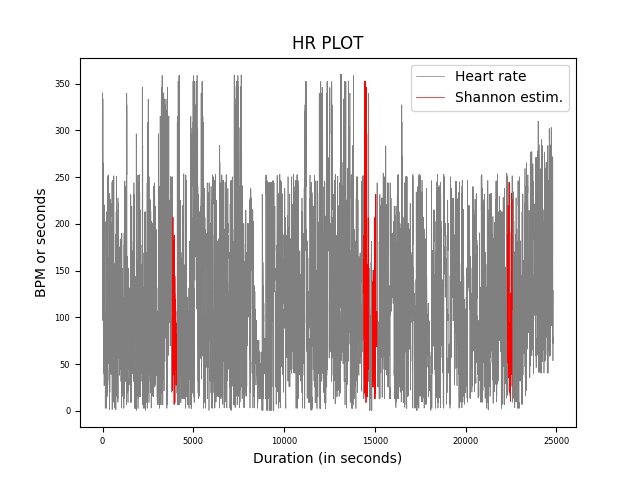 HR PLOT
Heart rate
Shannon estim.
BPM or seconds
350
300
250
200
150
100
50
0
0 5000 10000 15000 20000 25000
Duration (in seconds)